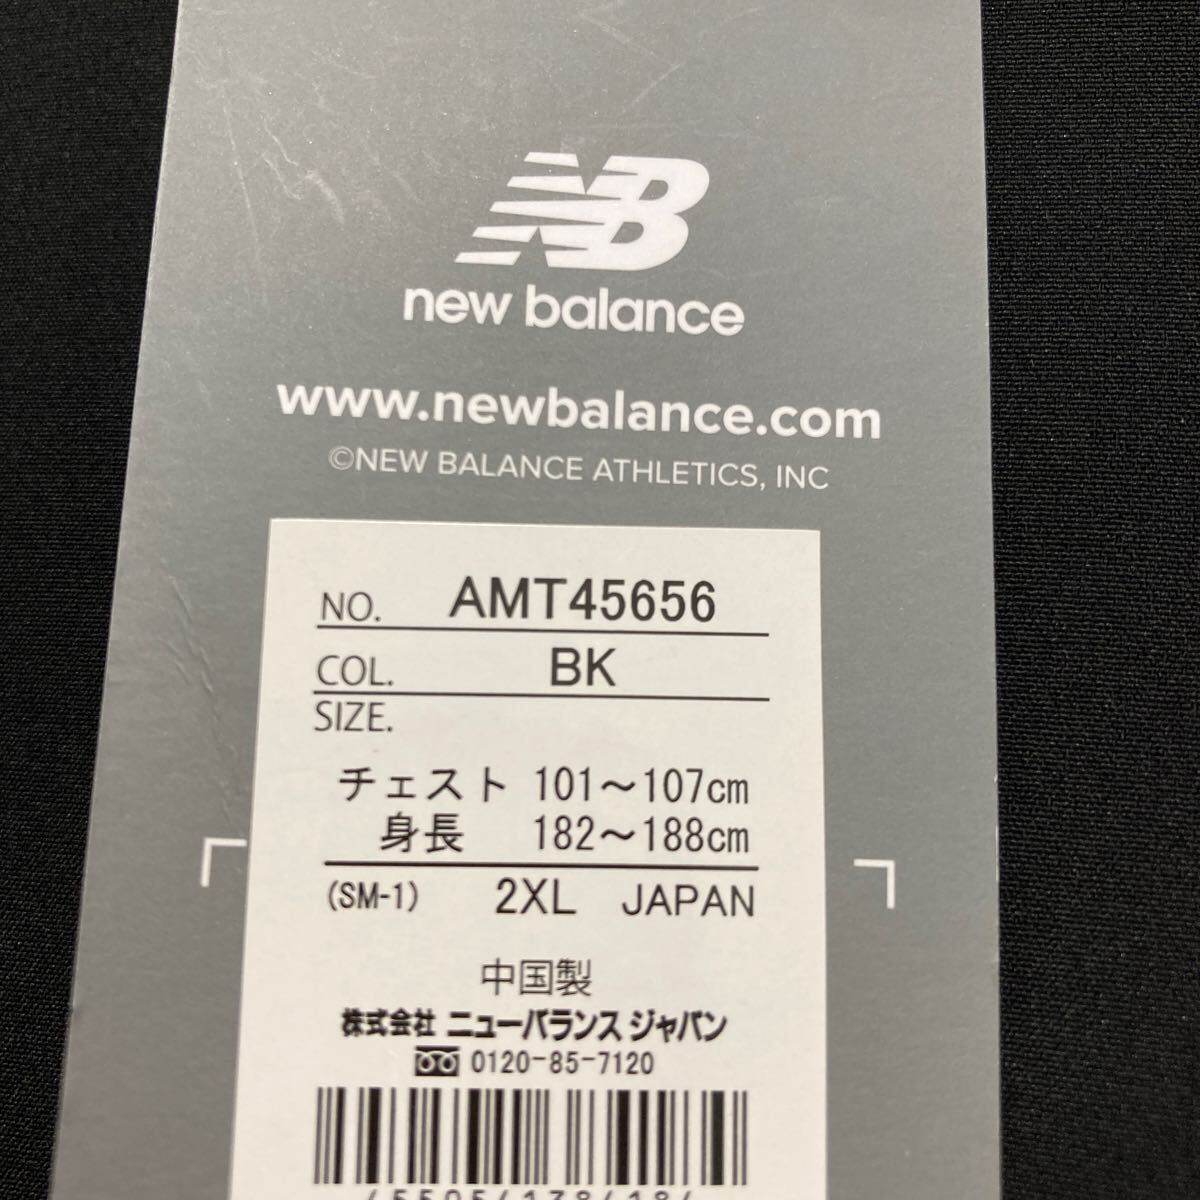 NB
new balance
www.newbalance.com
©NEW BALANCE ATHLETICS, INC
NO. AMT45656
COL. BK
SIZE.
チェスト 101～107cm
身長 182～188cm
(SM-1) 2XL JAPAN
中国製
株式会社 ニューバランス ジャパン
0120-85-7120